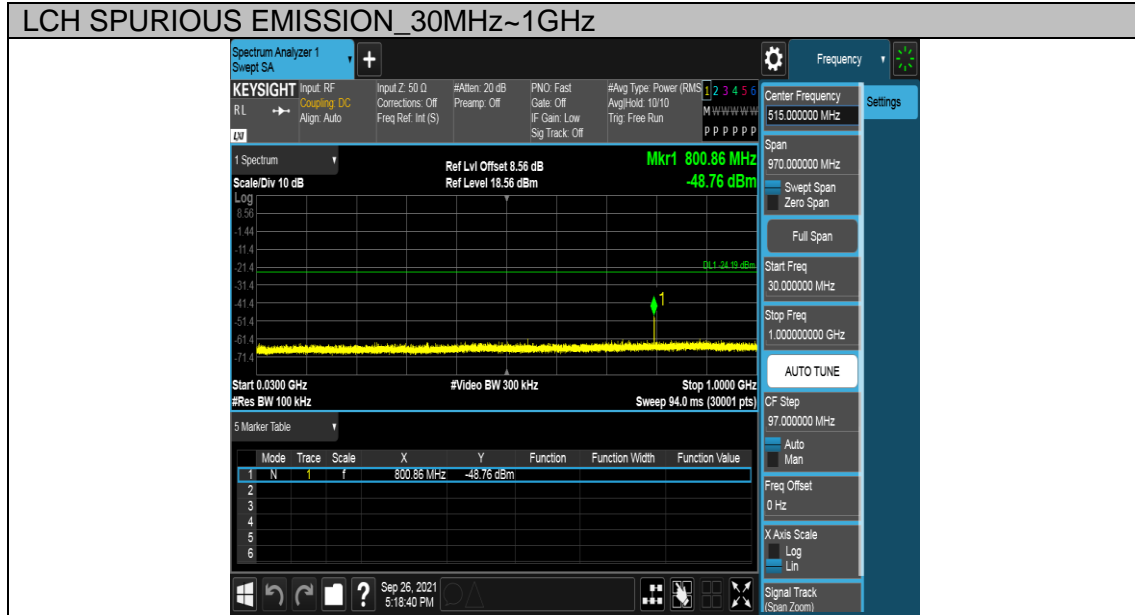 LCH SPURIOUS EMISSION_30MHz~1GHz
Spectrum Analyzer 1
Swept SA
+
Frequency
KEYSIGHT
RL
LXI
Input: RF
Coupling: DC
Align: Auto
Input Z: 50 Ω
Corrections: Off
Freq Ref: Int (S)
#Atten: 20 dB
Preamp: Off
PNO: Fast
Gate: Off
IF Gain: Low
Sig Track: Off
#Avg Type: Power (RMS
Avg|Hold: 10/10
Trig: Free Run
1 2 3 4 5 6
M W W W W W
P P P P P P
1 Spectrum
Scale/Div 10 dB
Ref Lvl Offset 8.56 dB
Ref Level 18.56 dBm
Mkr1 800.86 MHz
-48.76 dBm
Log
8.56
-1.44
-11.4
-21.4
-31.4
-41.4
-51.4
-61.4
-71.4
DL1 -24.19 dBm
1
Start 0.0300 GHz
#Video BW 300 kHz
Stop 1.0000 GHz
#Res BW 100 kHz
Sweep 94.0 ms (30001 pts)
5 Marker Table
Mode Trace Scale X Y Function Function Width Function Value
1 N 1 f 800.86 MHz -48.76 dBm
2
3
4
5
6
?
Sep 26, 2021
5:18:40 PM
Center Frequency
515.000000 MHz
Settings
Span
970.000000 MHz
Swept Span
Zero Span
Full Span
Start Freq
30.000000 MHz
Stop Freq
1.000000000 GHz
AUTO TUNE
CF Step
97.000000 MHz
Auto
Man
Freq Offset
0 Hz
X Axis Scale
Log
Lin
Signal Track
(Span Zoom)